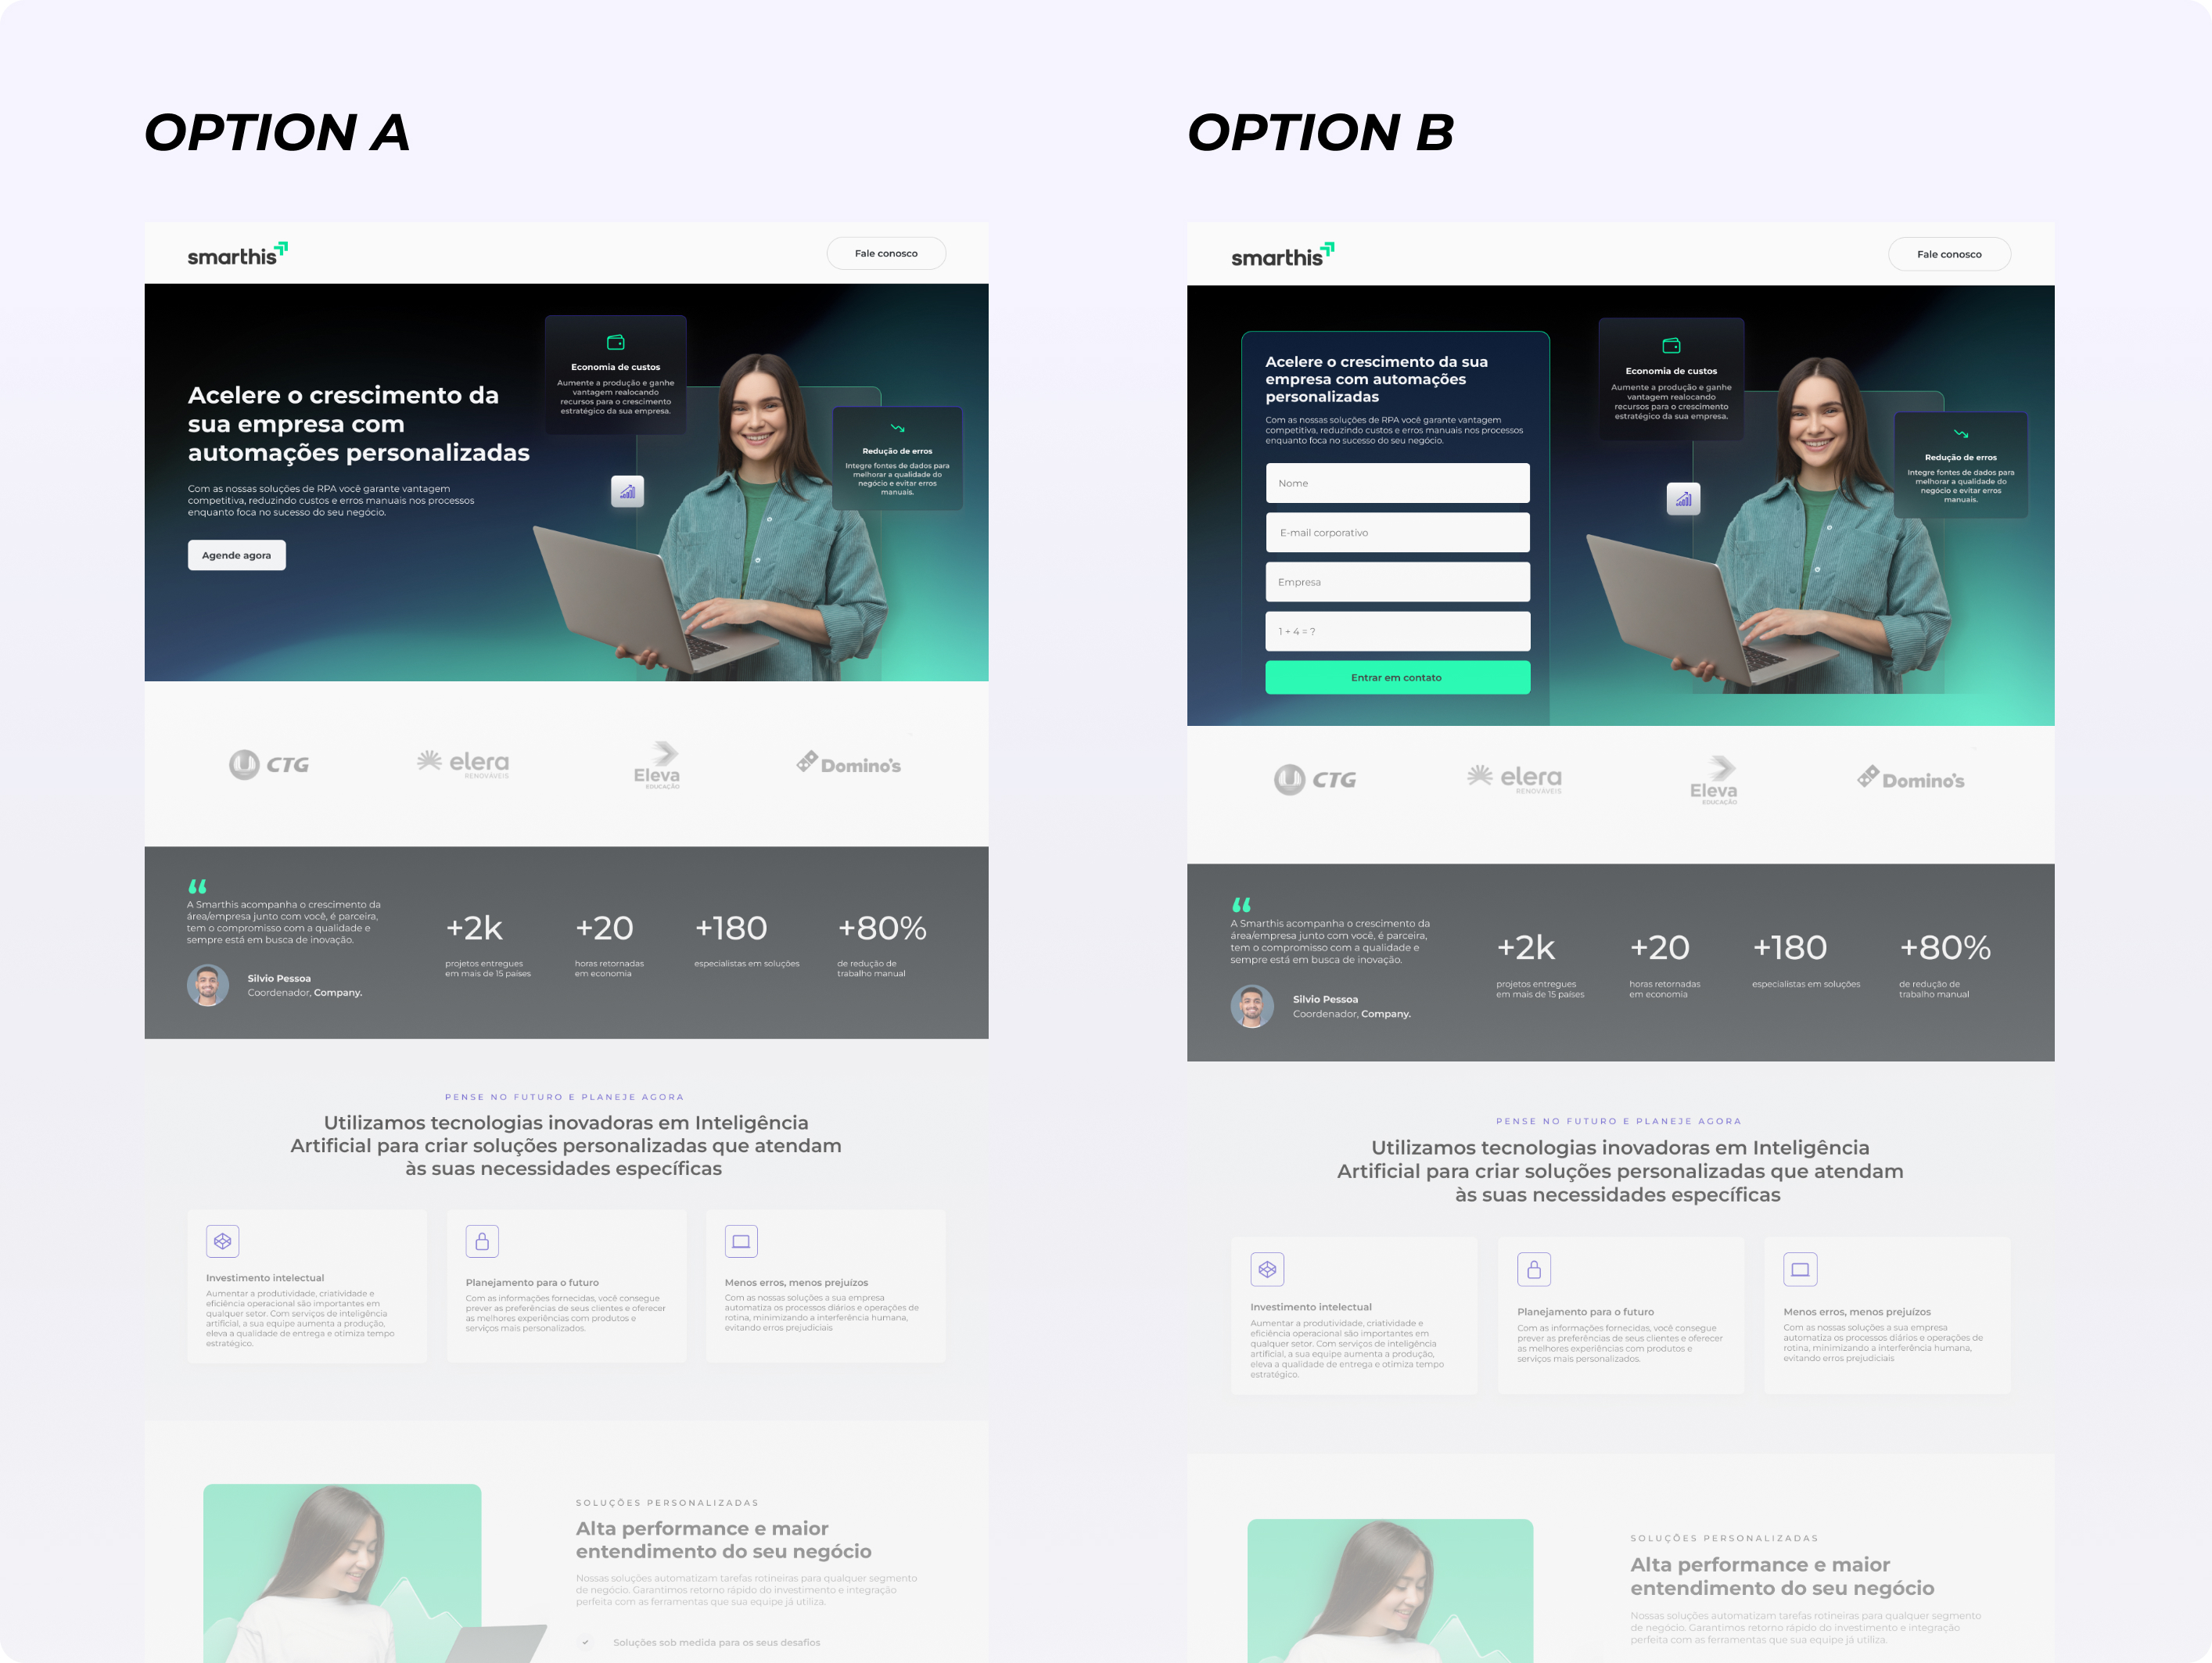 OPTION A
smarthis
Fale conosco
Acelere o crescimento da
sua empresa com
automações personalizadas
Com as nossas soluções de RPA você garante vantagem
competitiva, reduzindo custos e erros manuais nos processos
enquanto foca no sucesso do seu negócio.
Agende agora
Economia de custos
Aumente a produção e ganhe
vantagem realocando
recursos para o crescimento
estratégico da sua empresa.
Redução de erros
Integre fontes de dados para
melhorar a qualidade do
negócio e evitar erros
manuais.
CTG
elera
RENOVÁVEIS
Eleva
EDUCAÇÃO
Domino's
“
A Smarthis acompanha o crescimento da
área/empresa junto com você, é parceira,
tem o compromisso com a qualidade e
sempre está em busca de inovação.
Silvio Pessoa
Coordenador, Company.
+2k
projetos entregues
em mais de 15 países
+20
horas retornadas
em economia
+180
especialistas em soluções
+80%
de redução de
trabalho manual
PENSE NO FUTURO E PLANEJE AGORA
Utilizamos tecnologias inovadoras em Inteligência
Artificial para criar soluções personalizadas que atendam
às suas necessidades específicas
Investimento intelectual
Aumentar a produtividade, criatividade e
eficiência operacional são importantes em
qualquer setor. Com serviços de inteligência
artificial, a sua equipe aumenta a produção,
eleva a qualidade de entrega e otimiza tempo
estratégico.
Planejamento para o futuro
Com as informações fornecidas, você consegue
prever as preferências de seus clientes e oferecer
as melhores experiências com produtos e
serviços mais personalizados.
Menos erros, menos prejuízos
Com as nossas soluções a sua empresa
automatiza os processos diários e operações de
rotina, minimizando a interferência humana,
evitando erros prejudiciais
SOLUÇÕES PERSONALIZADAS
Alta performance e maior
entendimento do seu negócio
Nossas soluções automatizam tarefas rotineiras para qualquer segmento
de negócio. Garantimos retorno rápido do investimento e integração
perfeita com as ferramentas que sua equipe já utiliza.
Soluções sob medida para os seus desafios
OPTION B
smarthis
Fale conosco
Acelere o crescimento da sua
empresa com automações
personalizadas
Com as nossas soluções de RPA você garante vantagem
competitiva, reduzindo custos e erros manuais nos processos
enquanto foca no sucesso do seu negócio.
Nome
E-mail corporativo
Empresa
1 + 4 = ?
Entrar em contato
Economia de custos
Aumente a produção e ganhe
vantagem realocando
recursos para o crescimento
estratégico da sua empresa.
Redução de erros
Integre fontes de dados para
melhorar a qualidade do
negócio e evitar erros
manuais.
CTG
elera
RENOVÁVEIS
Eleva
EDUCAÇÃO
Domino's
“
A Smarthis acompanha o crescimento da
área/empresa junto com você, é parceira,
tem o compromisso com a qualidade e
sempre está em busca de inovação.
Silvio Pessoa
Coordenador, Company.
+2k
projetos entregues
em mais de 15 países
+20
horas retornadas
em economia
+180
especialistas em soluções
+80%
de redução de
trabalho manual
PENSE NO FUTURO E PLANEJE AGORA
Utilizamos tecnologias inovadoras em Inteligência
Artificial para criar soluções personalizadas que atendam
às suas necessidades específicas
Investimento intelectual
Aumentar a produtividade, criatividade e
eficiência operacional são importantes em
qualquer setor. Com serviços de inteligência
artificial, a sua equipe aumenta a produção,
eleva a qualidade de entrega e otimiza tempo
estratégico.
Planejamento para o futuro
Com as informações fornecidas, você consegue
prever as preferências de seus clientes e oferecer
as melhores experiências com produtos e
serviços mais personalizados.
Menos erros, menos prejuízos
Com as nossas soluções a sua empresa
automatiza os processos diários e operações de
rotina, minimizando a interferência humana,
evitando erros prejudiciais
SOLUÇÕES PERSONALIZADAS
Alta performance e maior
entendimento do seu negócio
Nossas soluções automatizam tarefas rotineiras para qualquer segmento
de negócio. Garantimos retorno rápido do investimento e integração
perfeita com as ferramentas que sua equipe já utiliza.